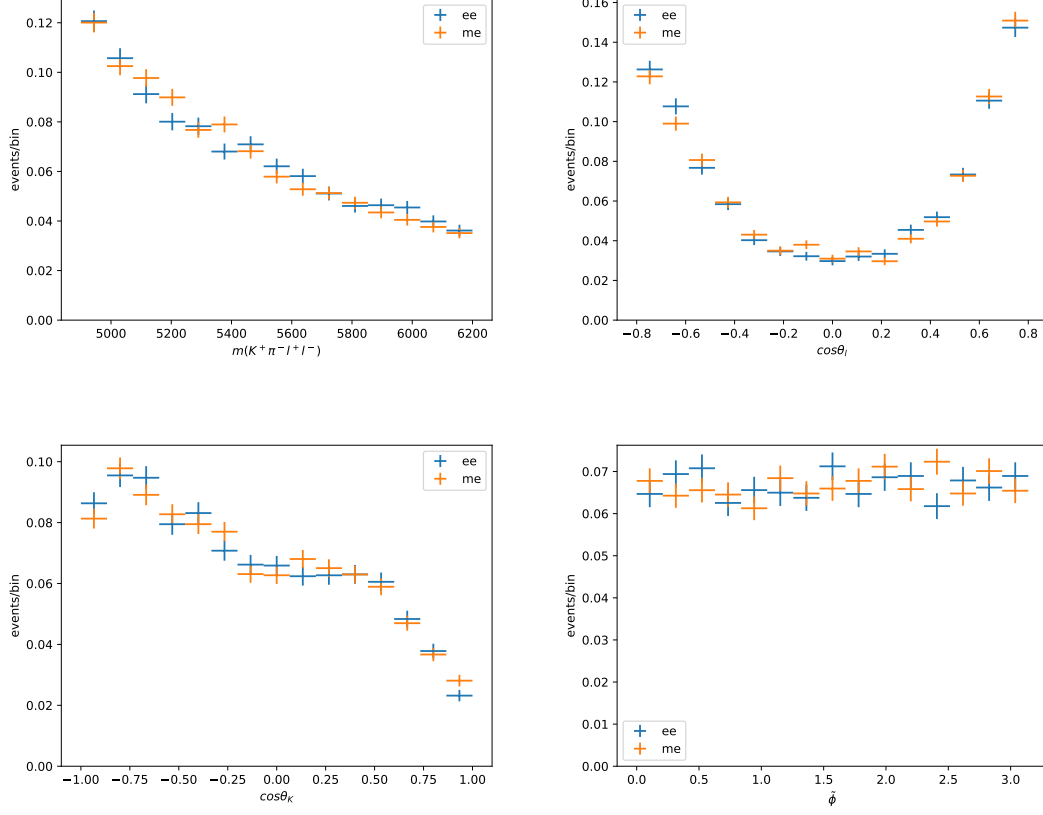 0.12
0.10
0.08
0.06
0.04
0.02
0.00
events/bin
ee
me
5000 5200 5400 5600 5800 6000 6200
m(K⁺π⁻l⁺l⁻)
0.16
0.14
0.12
0.10
0.08
0.06
0.04
0.02
0.00
events/bin
ee
me
−0.8 −0.6 −0.4 −0.2 0.0 0.2 0.4 0.6 0.8
cosθₗ
0.10
0.08
0.06
0.04
0.02
0.00
events/bin
ee
me
−1.00 −0.75 −0.50 −0.25 0.00 0.25 0.50 0.75 1.00
cosθ_K
0.07
0.06
0.05
0.04
0.03
0.02
0.01
0.00
events/bin
ee
me
0.0 0.5 1.0 1.5 2.0 2.5 3.0
ϕ̃